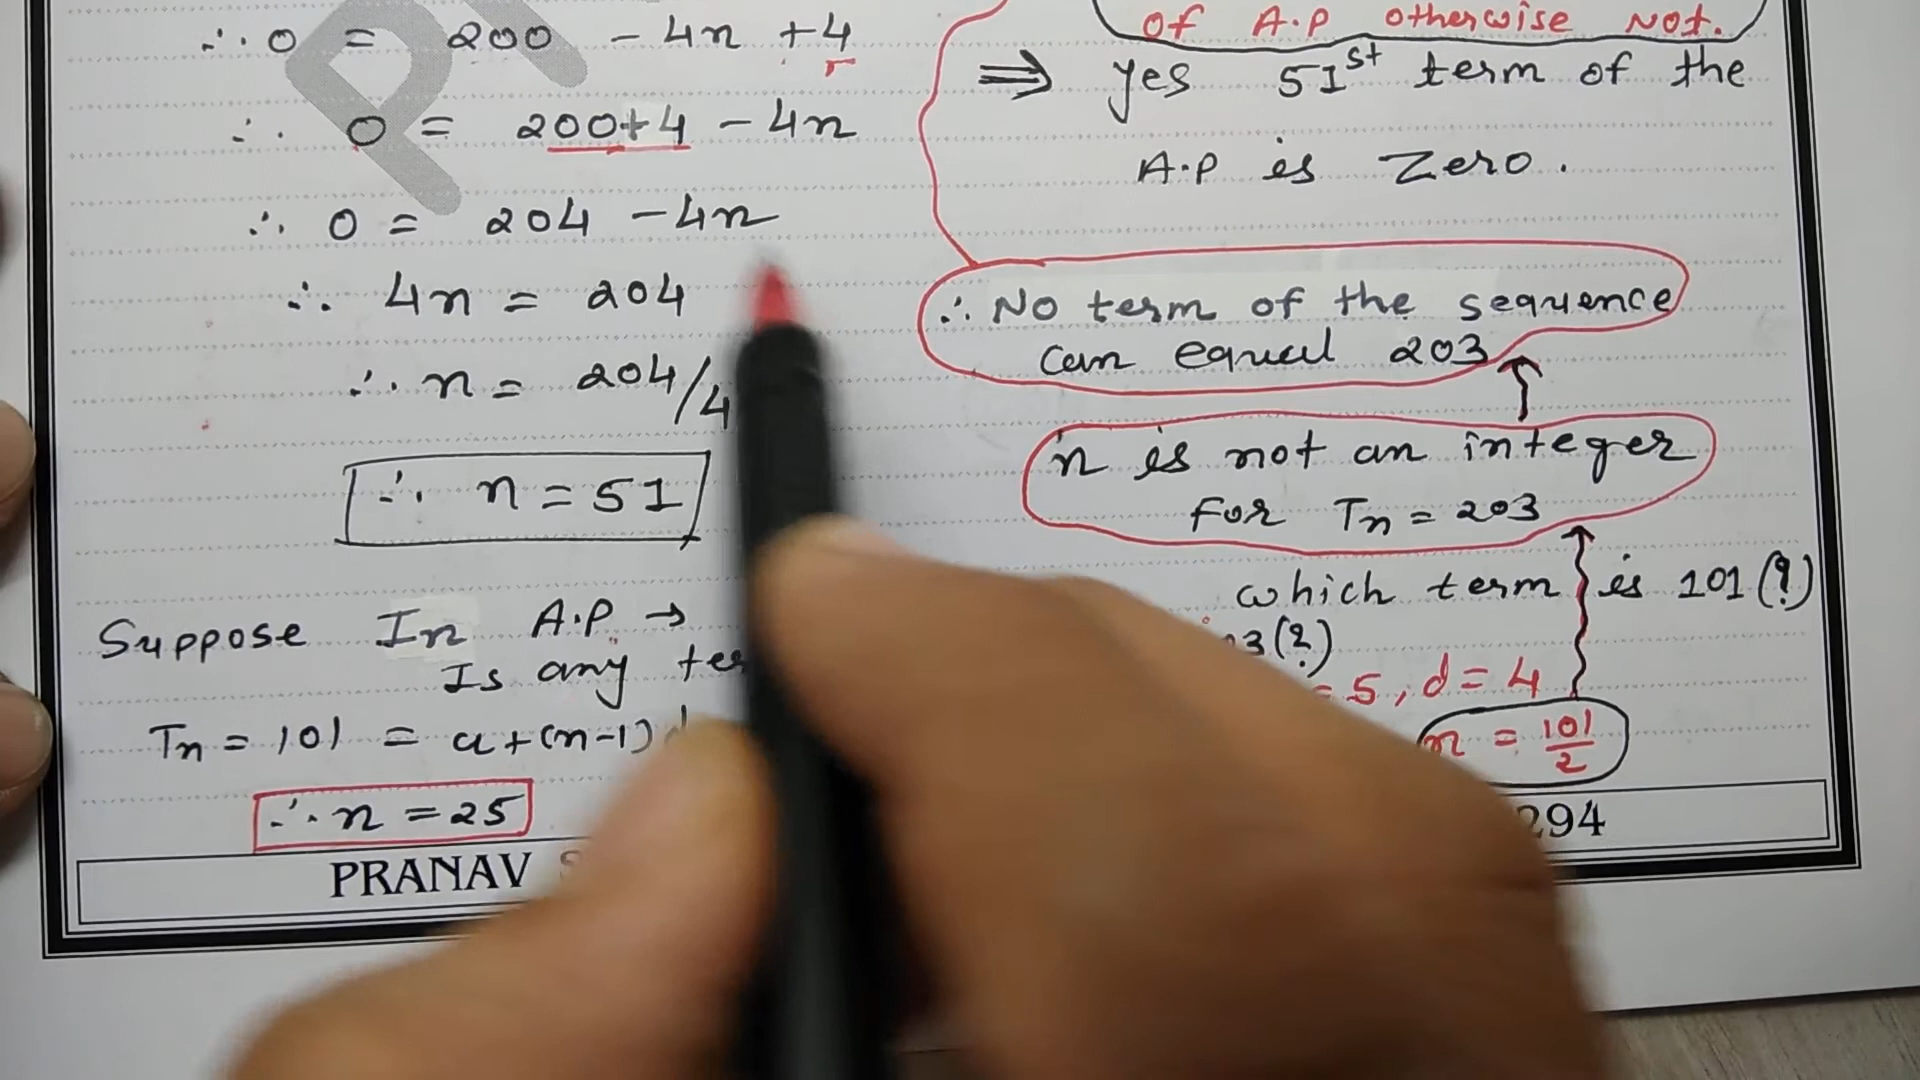 ∴ 0 = 200 - 4n + 4
∴ 0 = 200+4 - 4n
∴ 0 = 204 - 4n
∴ 4n = 204
∴ n = 204/4
∴ n = 51
Suppose In A.P →
Is any
Tn = 101 = a+(n-1)
∴ n = 25
PRANAV
of A.P otherwise Not.
⇒ yes 51st term of the
A.P is Zero.
∴ No term of the sequence
can equal 203
n is not an integer
For Tn = 203
which term is 101(?)
3(?)
= 5, d = 4
n = 101/2
294